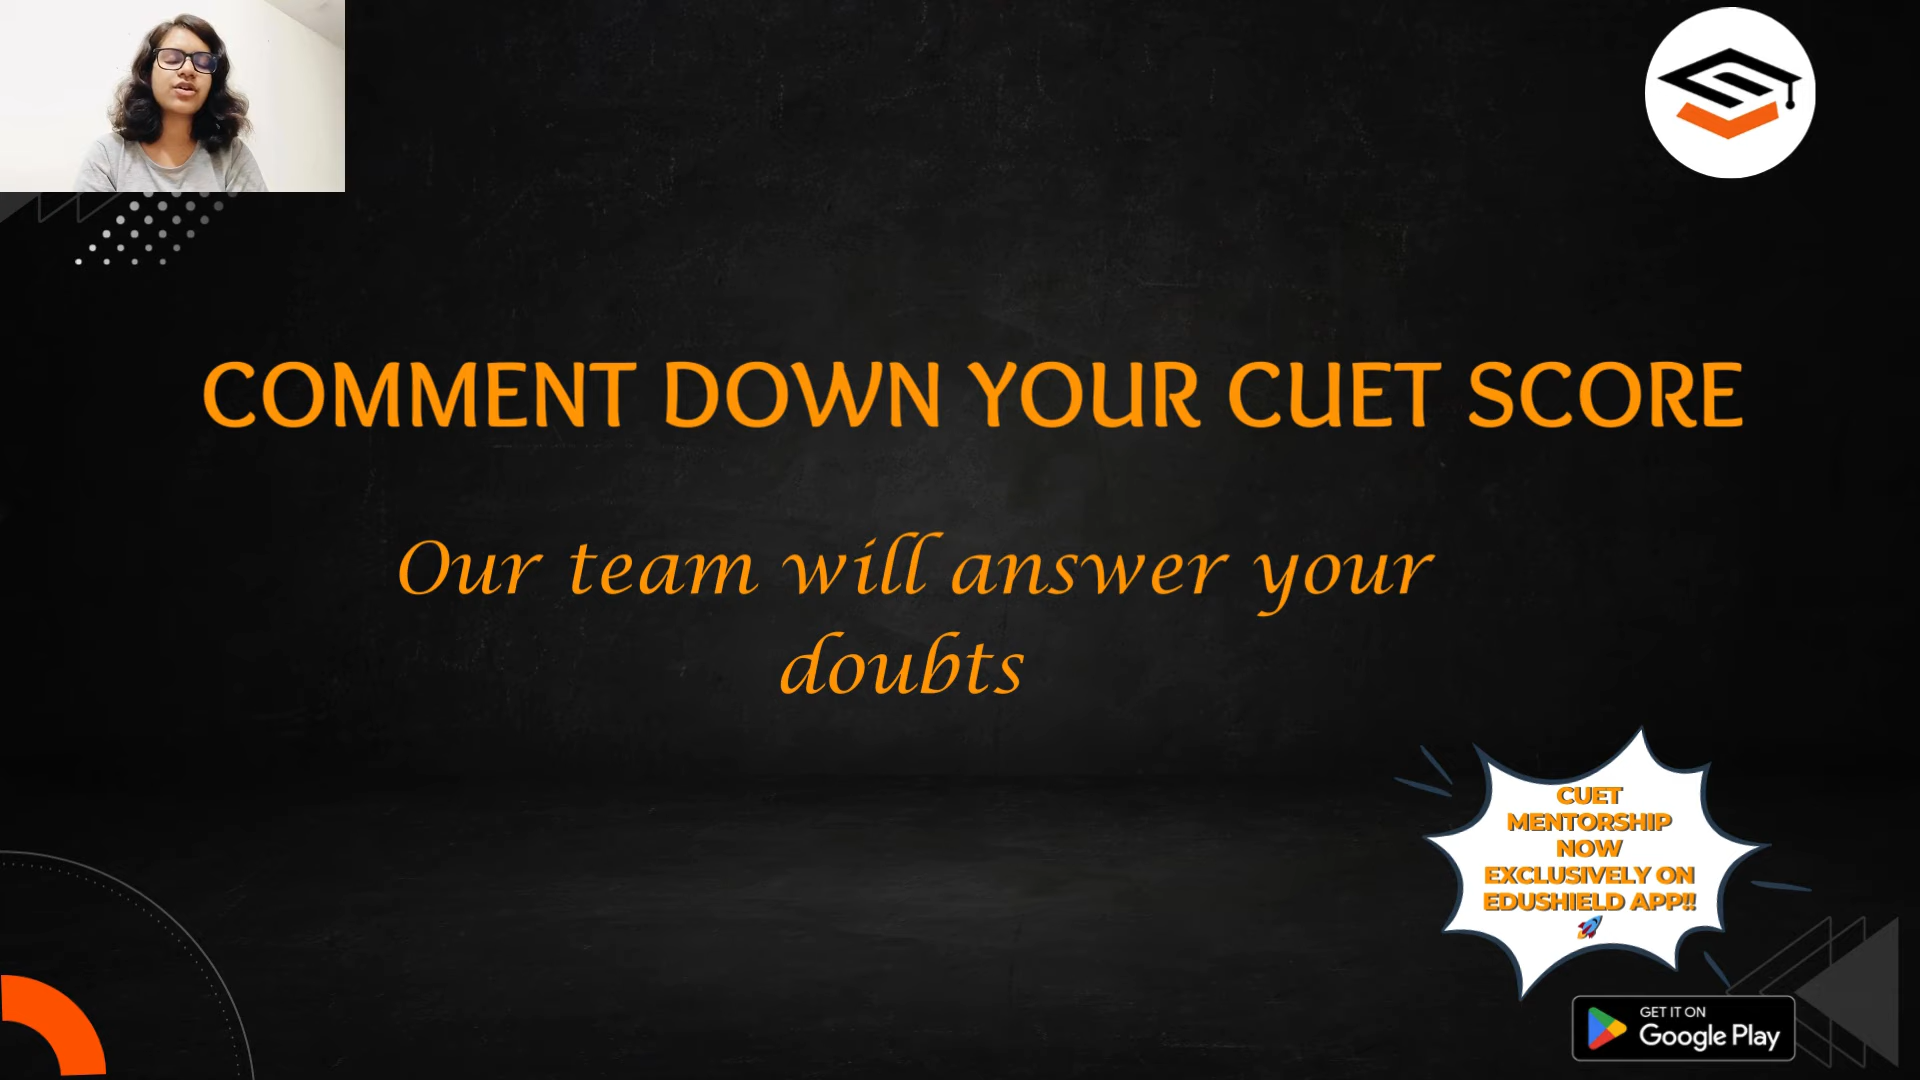 COMMENT DOWN YOUR CUET SCORE
Our team will answer your
doubts
CUET
MENTORSHIP
NOW
EXCLUSIVELY ON
EDUSHIELD APP!!
🚀
GET IT ON
Google Play